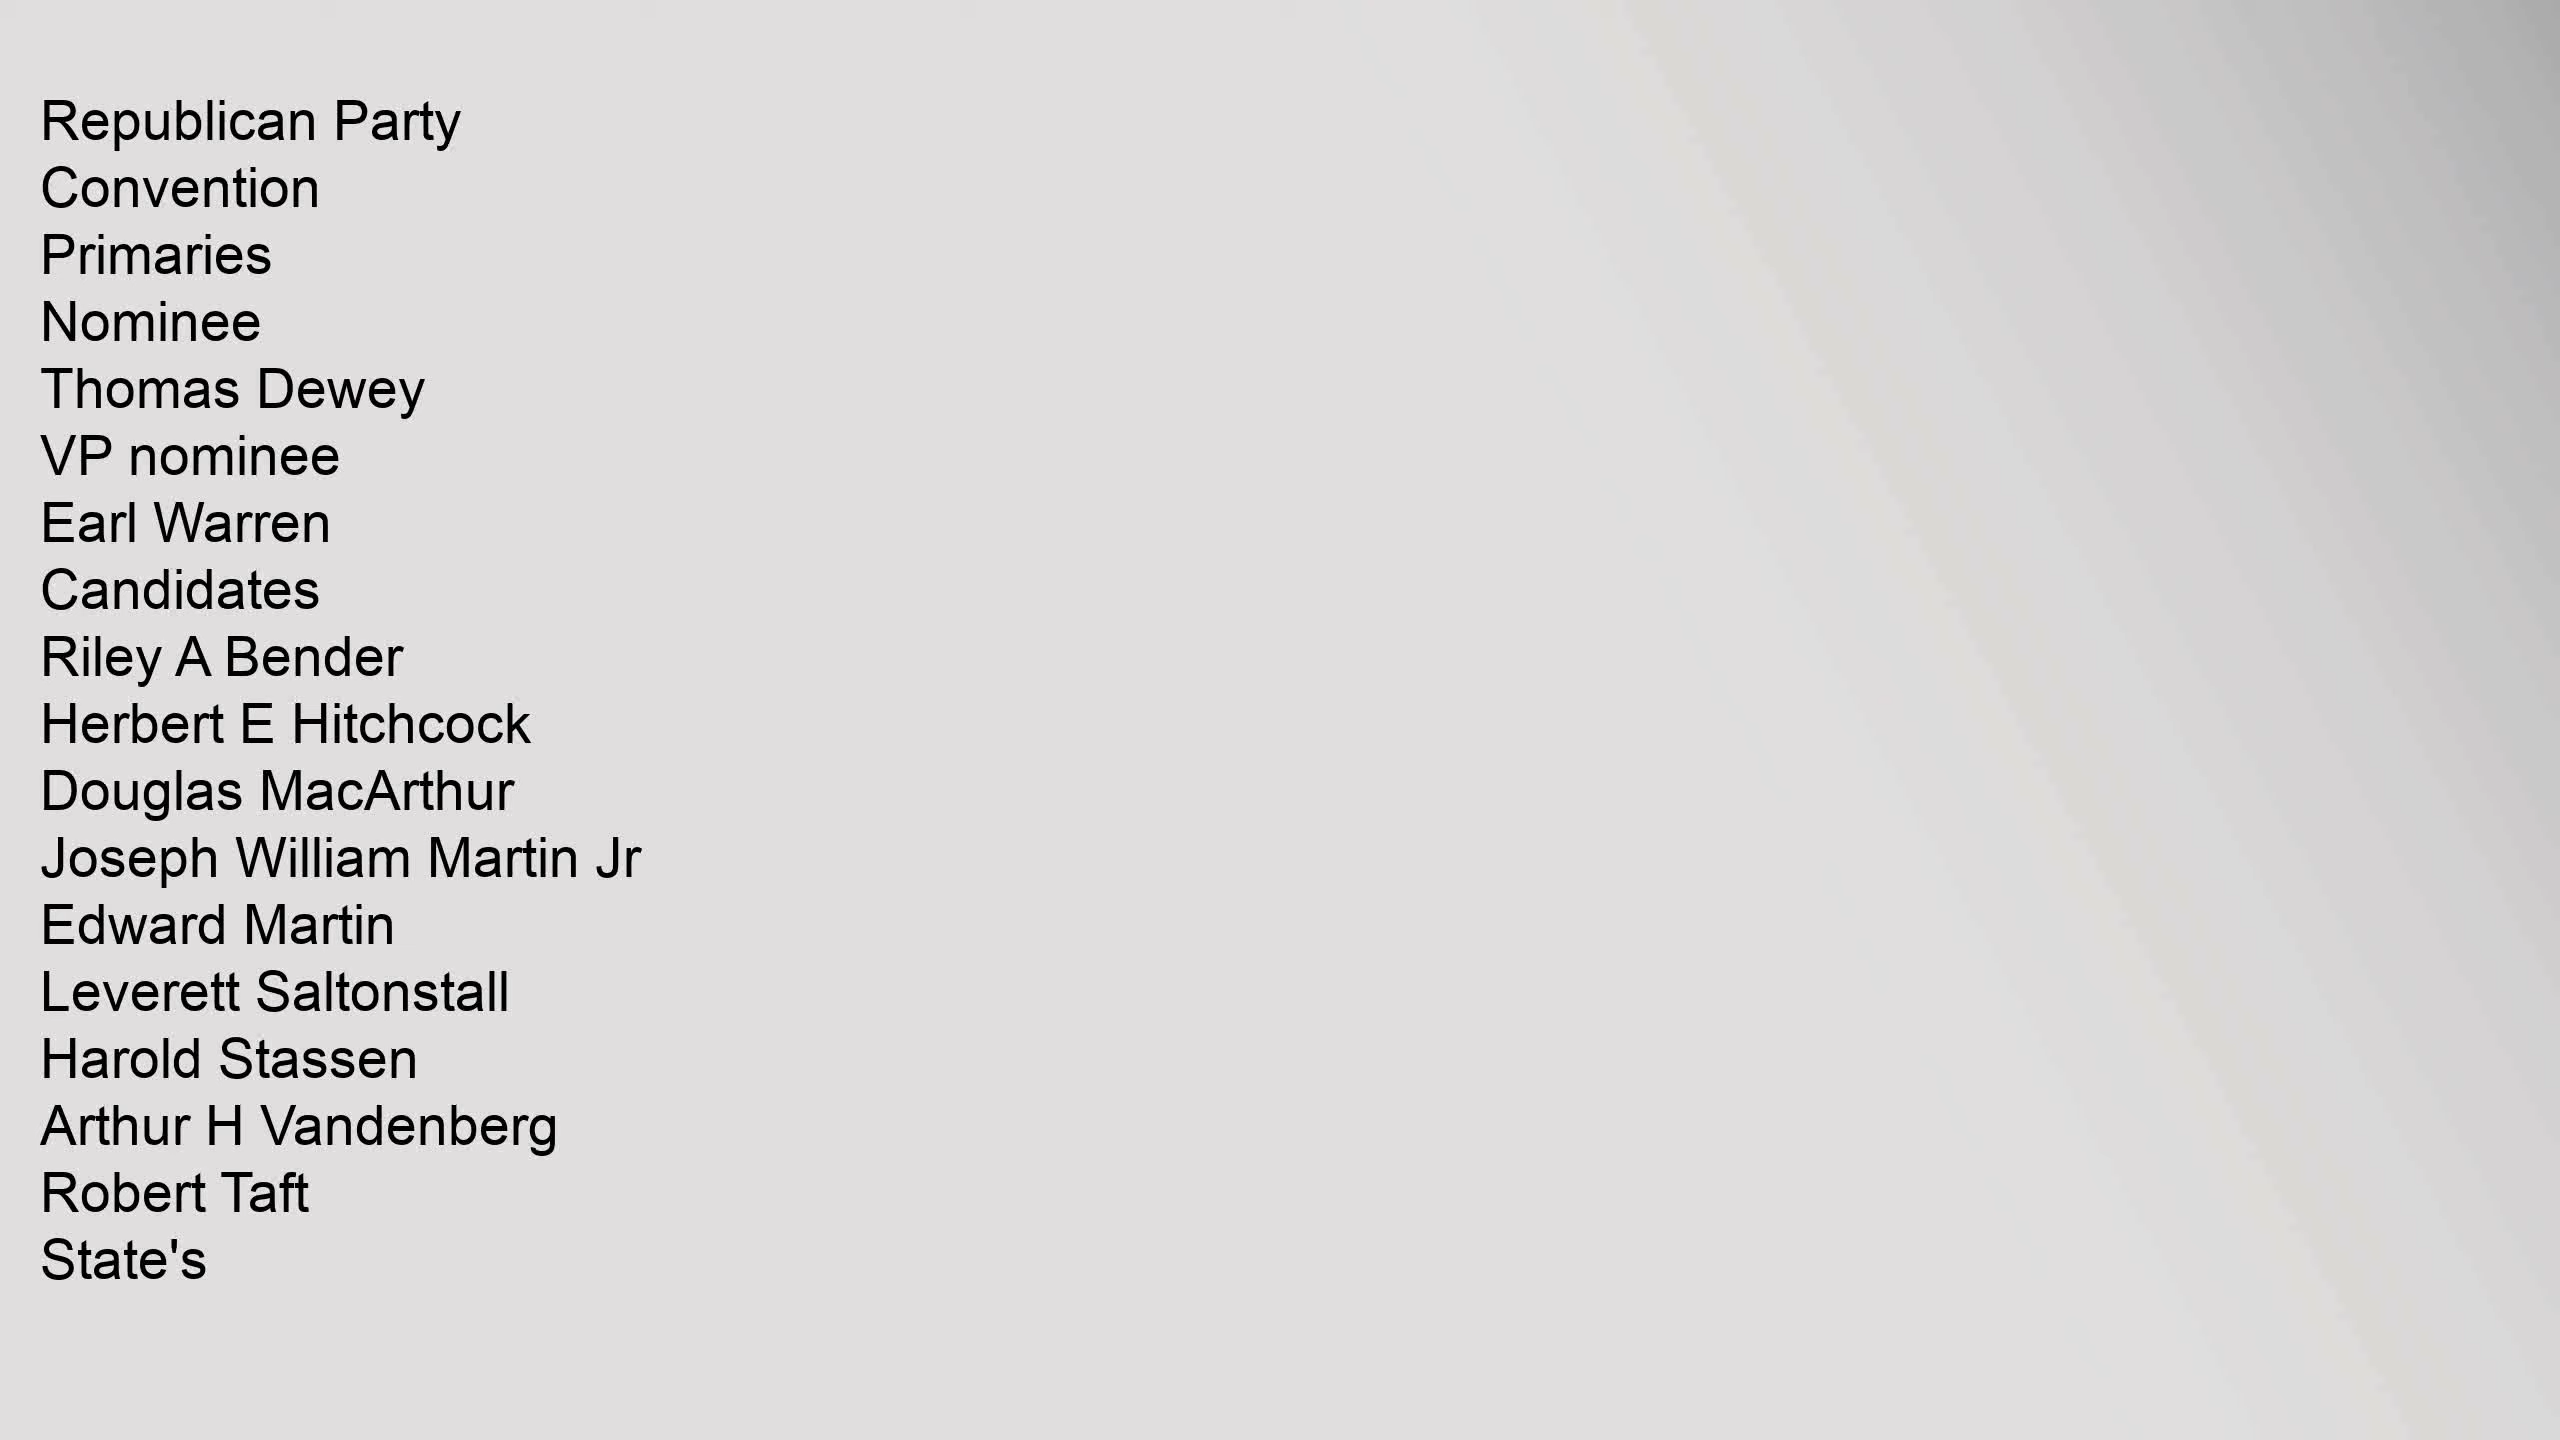 Republican Party
Convention
Primaries
Nominee
Thomas Dewey
VP nominee
Earl Warren
Candidates
Riley A Bender
Herbert E Hitchcock
Douglas MacArthur
Joseph William Martin Jr
Edward Martin
Leverett Saltonstall
Harold Stassen
Arthur H Vandenberg
Robert Taft
State's